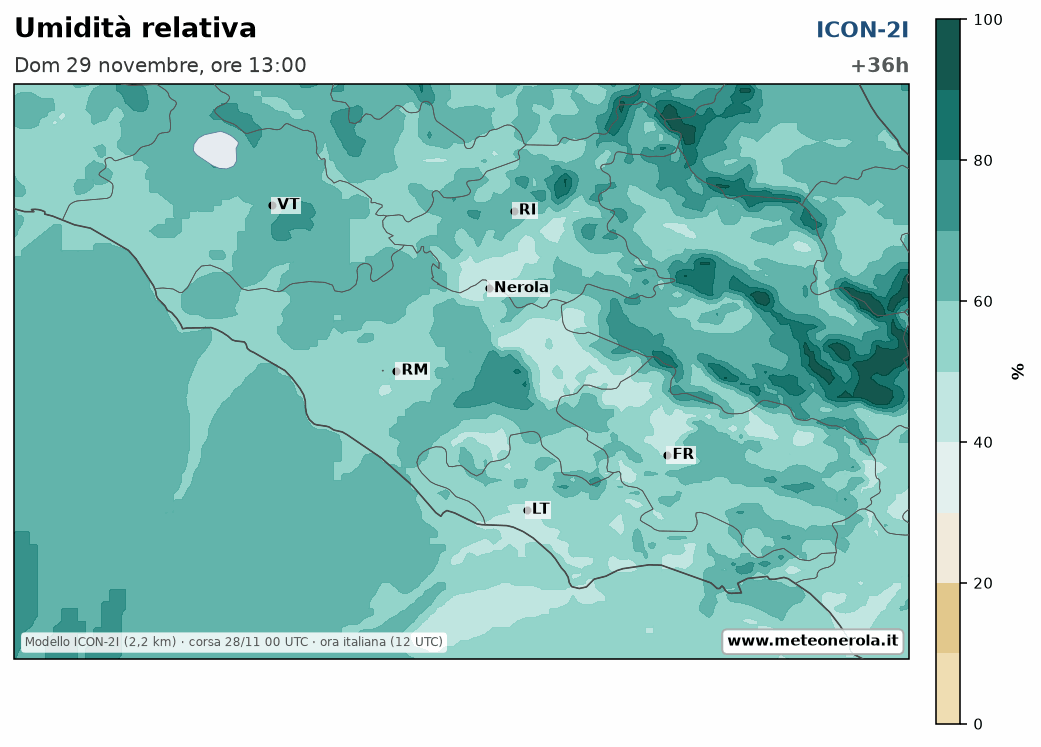 Umidità relativa
ICON-2I
Dom 29 novembre, ore 13:00
+36h
100
80
60
40
20
0
%
VT
RI
Nerola
RM
FR
LT
Modello ICON-2I (2,2 km) · corsa 28/11 00 UTC · ora italiana (12 UTC)
www.meteonerola.it